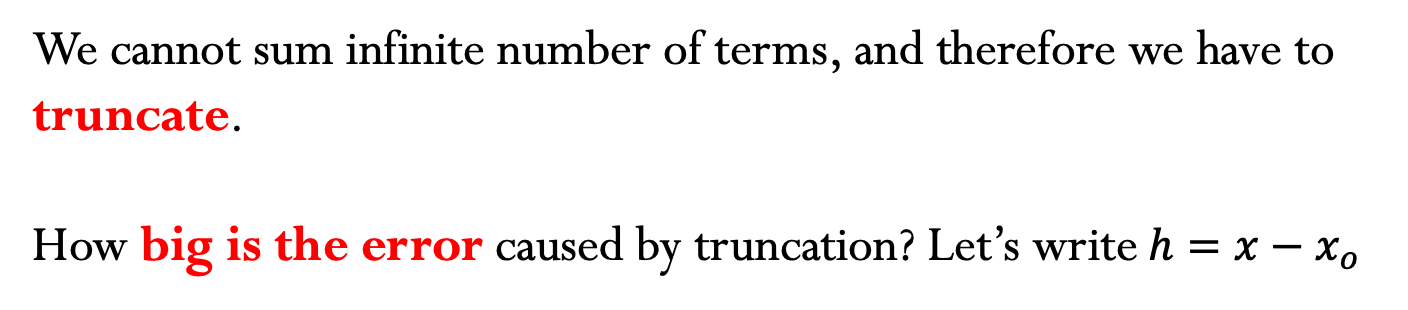 We cannot sum infinite number of terms, and therefore we have to
truncate.
How big is the error caused by truncation? Let’s write h = x − xₒ